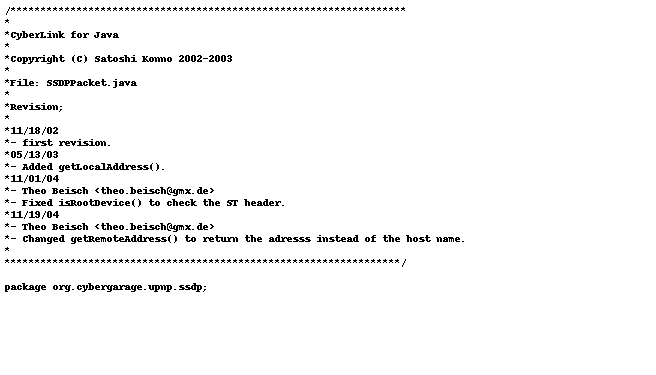 /******************************************************************
*
*CyberLink for Java
*
*Copyright (C) Satoshi Konno 2002-2003
*
*File: SSDPPacket.java
*
*Revision;
*
*11/18/02
*- first revision.
*05/13/03
*- Added getLocalAddress().
*11/01/04
*- Theo Beisch <theo.beisch@gmx.de>
*- Fixed isRootDevice() to check the ST header.
*11/19/04
*- Theo Beisch <theo.beisch@gmx.de>
*- Changed getRemoteAddress() to return the adresss instead of the host name.
*
******************************************************************/

package org.cybergarage.upnp.ssdp;